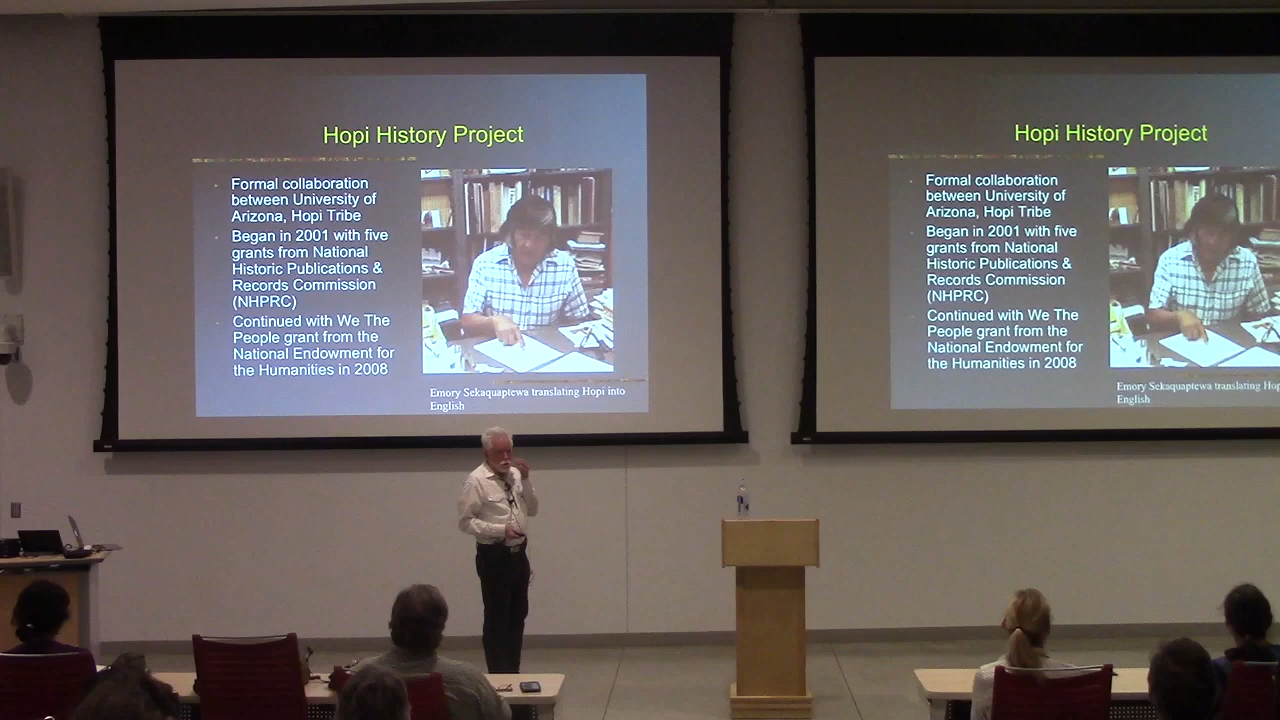 Hopi History Project
Formal collaboration
between University of
Arizona, Hopi Tribe
Began in 2001 with five
grants from National
Historic Publications &
Records Commission
(NHPRC)
Continued with We The
People grant from the
National Endowment for
the Humanities in 2008
Emory Sekaquaptewa translating Hopi into
English
Hopi History Project
Formal collaboration
between University of
Arizona, Hopi Tribe
Began in 2001 with five
grants from National
Historic Publications &
Records Commission
(NHPRC)
Continued with We The
People grant from the
National Endowment for
the Humanities in 2008
Emory Sekaquaptewa translating Hop
English